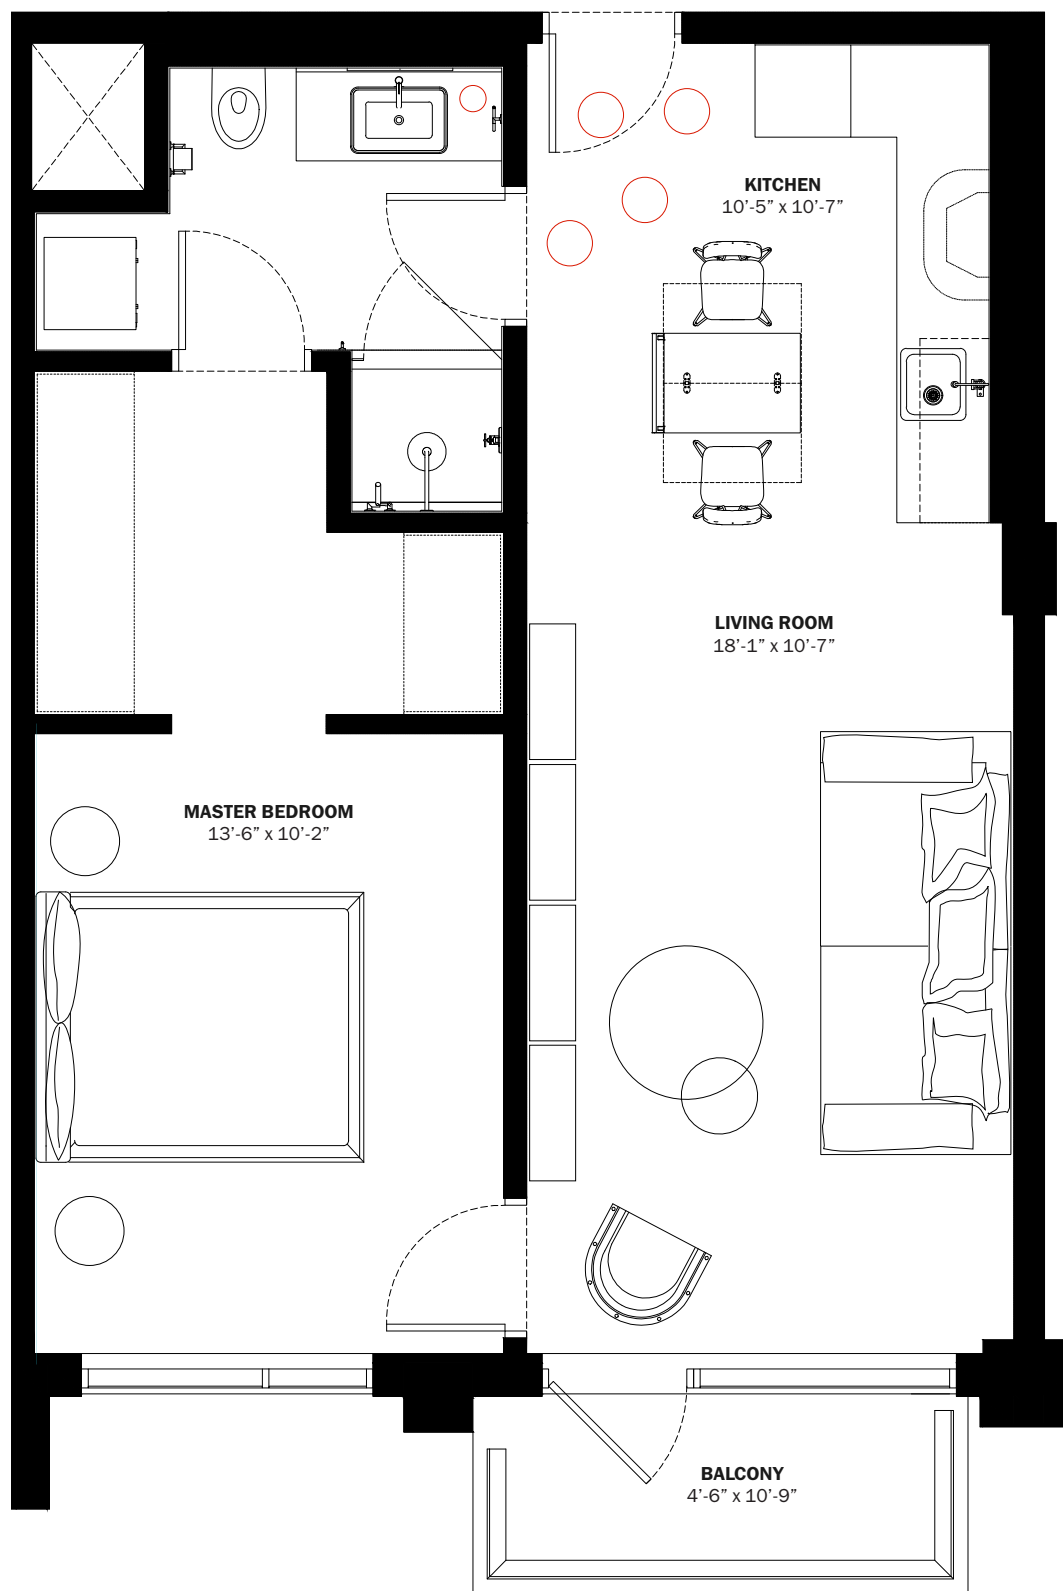 KITCHEN
10’-5” x 10’-7”
LIVING ROOM
18’-1” x 10’-7”
MASTER BEDROOM
13’-6” x 10’-2”
BALCONY
4’-6” x 10’-9”